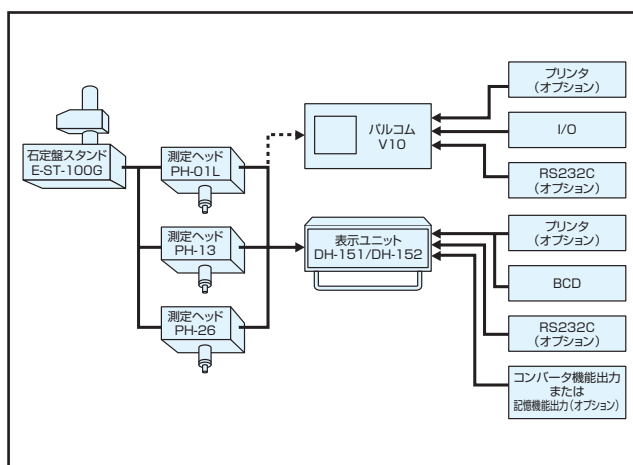 石定盤スタンド
E-ST-100G
測定ヘッド
PH-01L
測定ヘッド
PH-13
測定ヘッド
PH-26
バルコム
V10
表示ユニット
DH-151/DH-152
プリンタ
(オプション)
I/O
RS232C
(オプション)
プリンタ
(オプション)
BCD
RS232C
(オプション)
コンバータ機能出力
または
記憶機能出力(オプション)